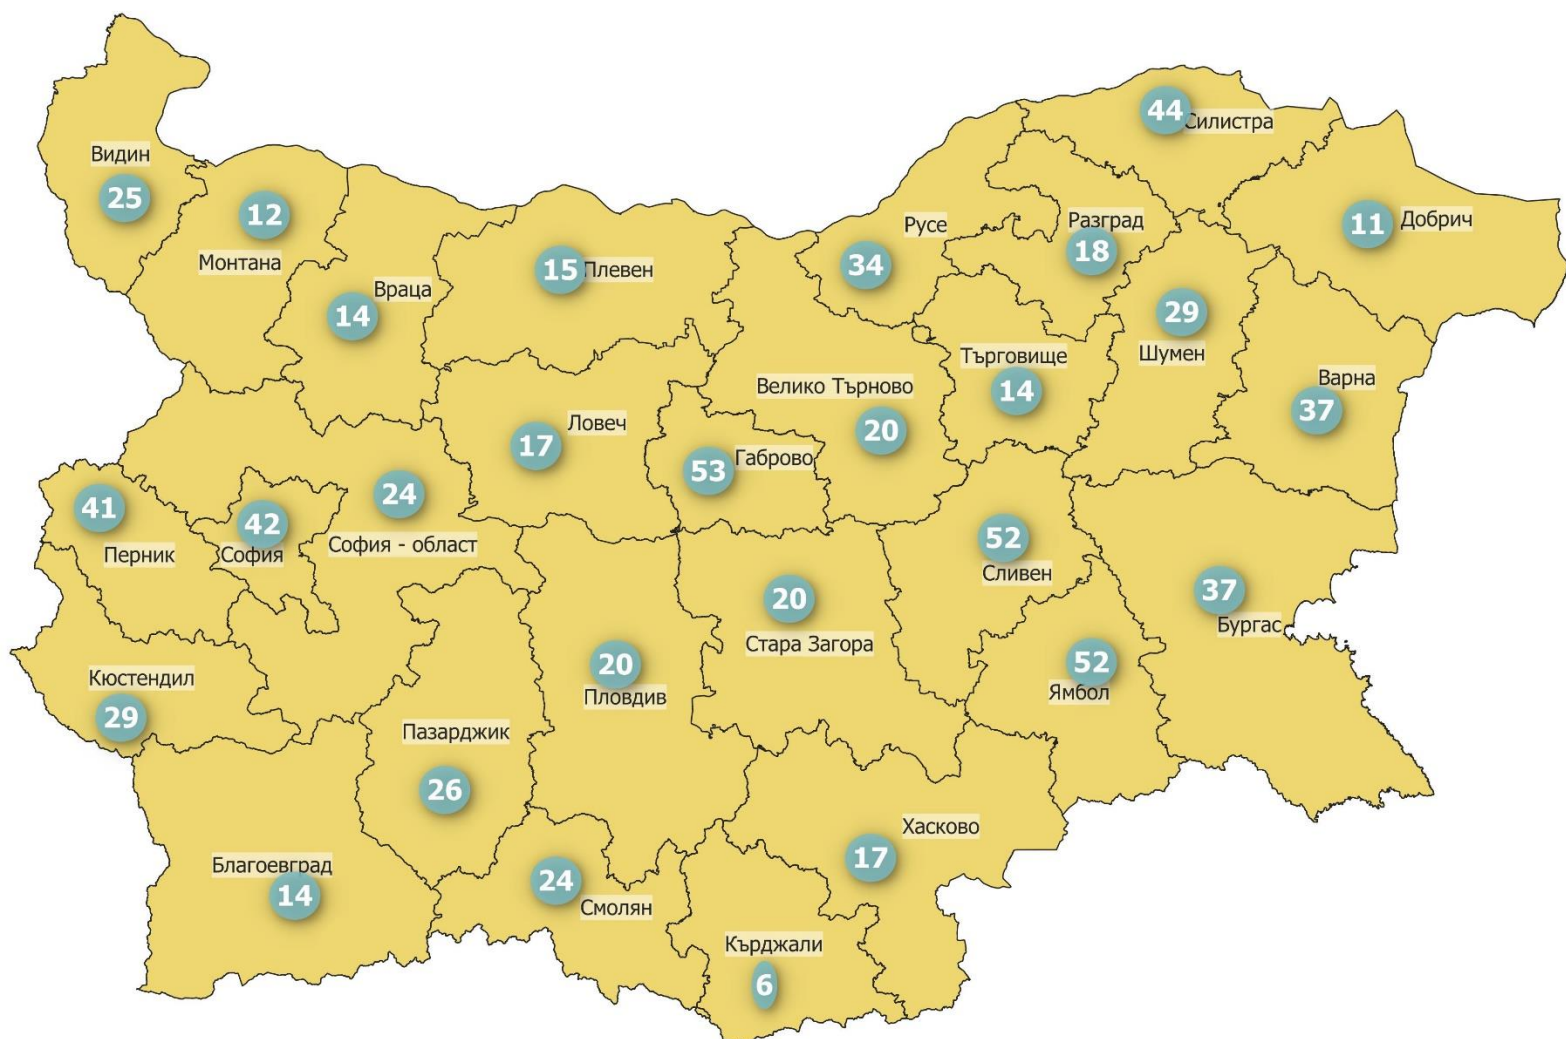 44
Силистра
Видин
25
12
Монтана
Враца
14
15
Плевен
Русе
34
Разград
18
11
Добрич
29
Шумен
Търговище
14
Варна
37
Велико Търново
20
Ловеч
17
Габрово
53
41
Перник
42
София
24
София - област
52
Сливен
37
Бургас
20
Стара Загора
20
Пловдив
52
Ямбол
Кюстендил
29
Пазарджик
26
Хасково
17
Благоевград
14
24
Смолян
Кърджали
6